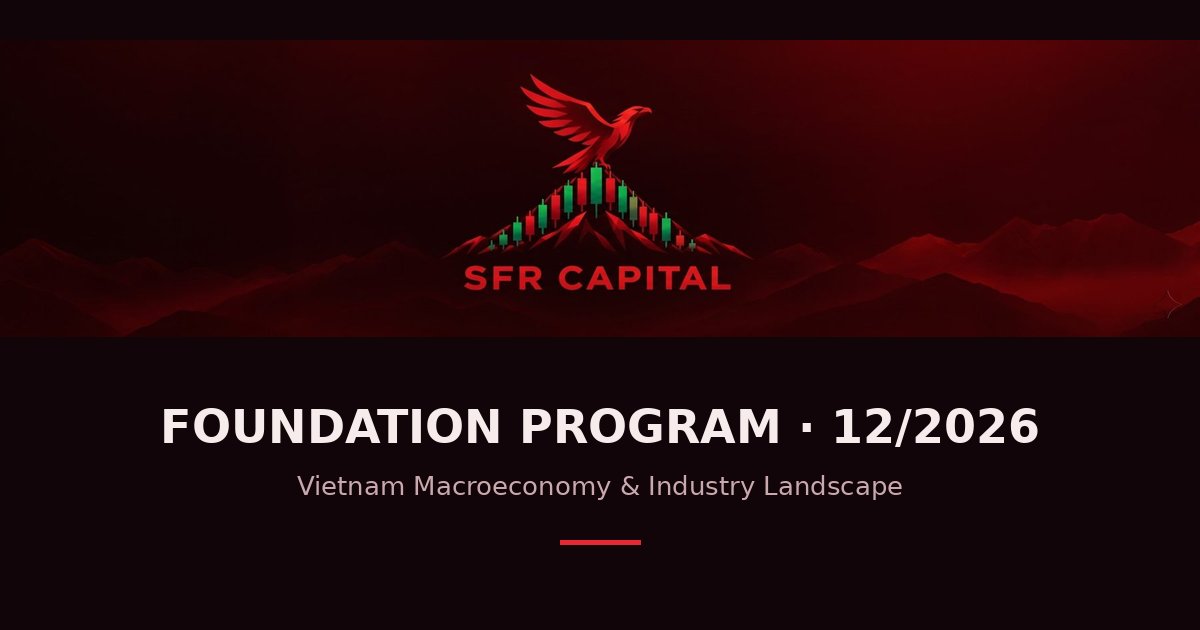 SFR CAPITAL
FOUNDATION PROGRAM · 12/2026
Vietnam Macroeconomy & Industry Landscape